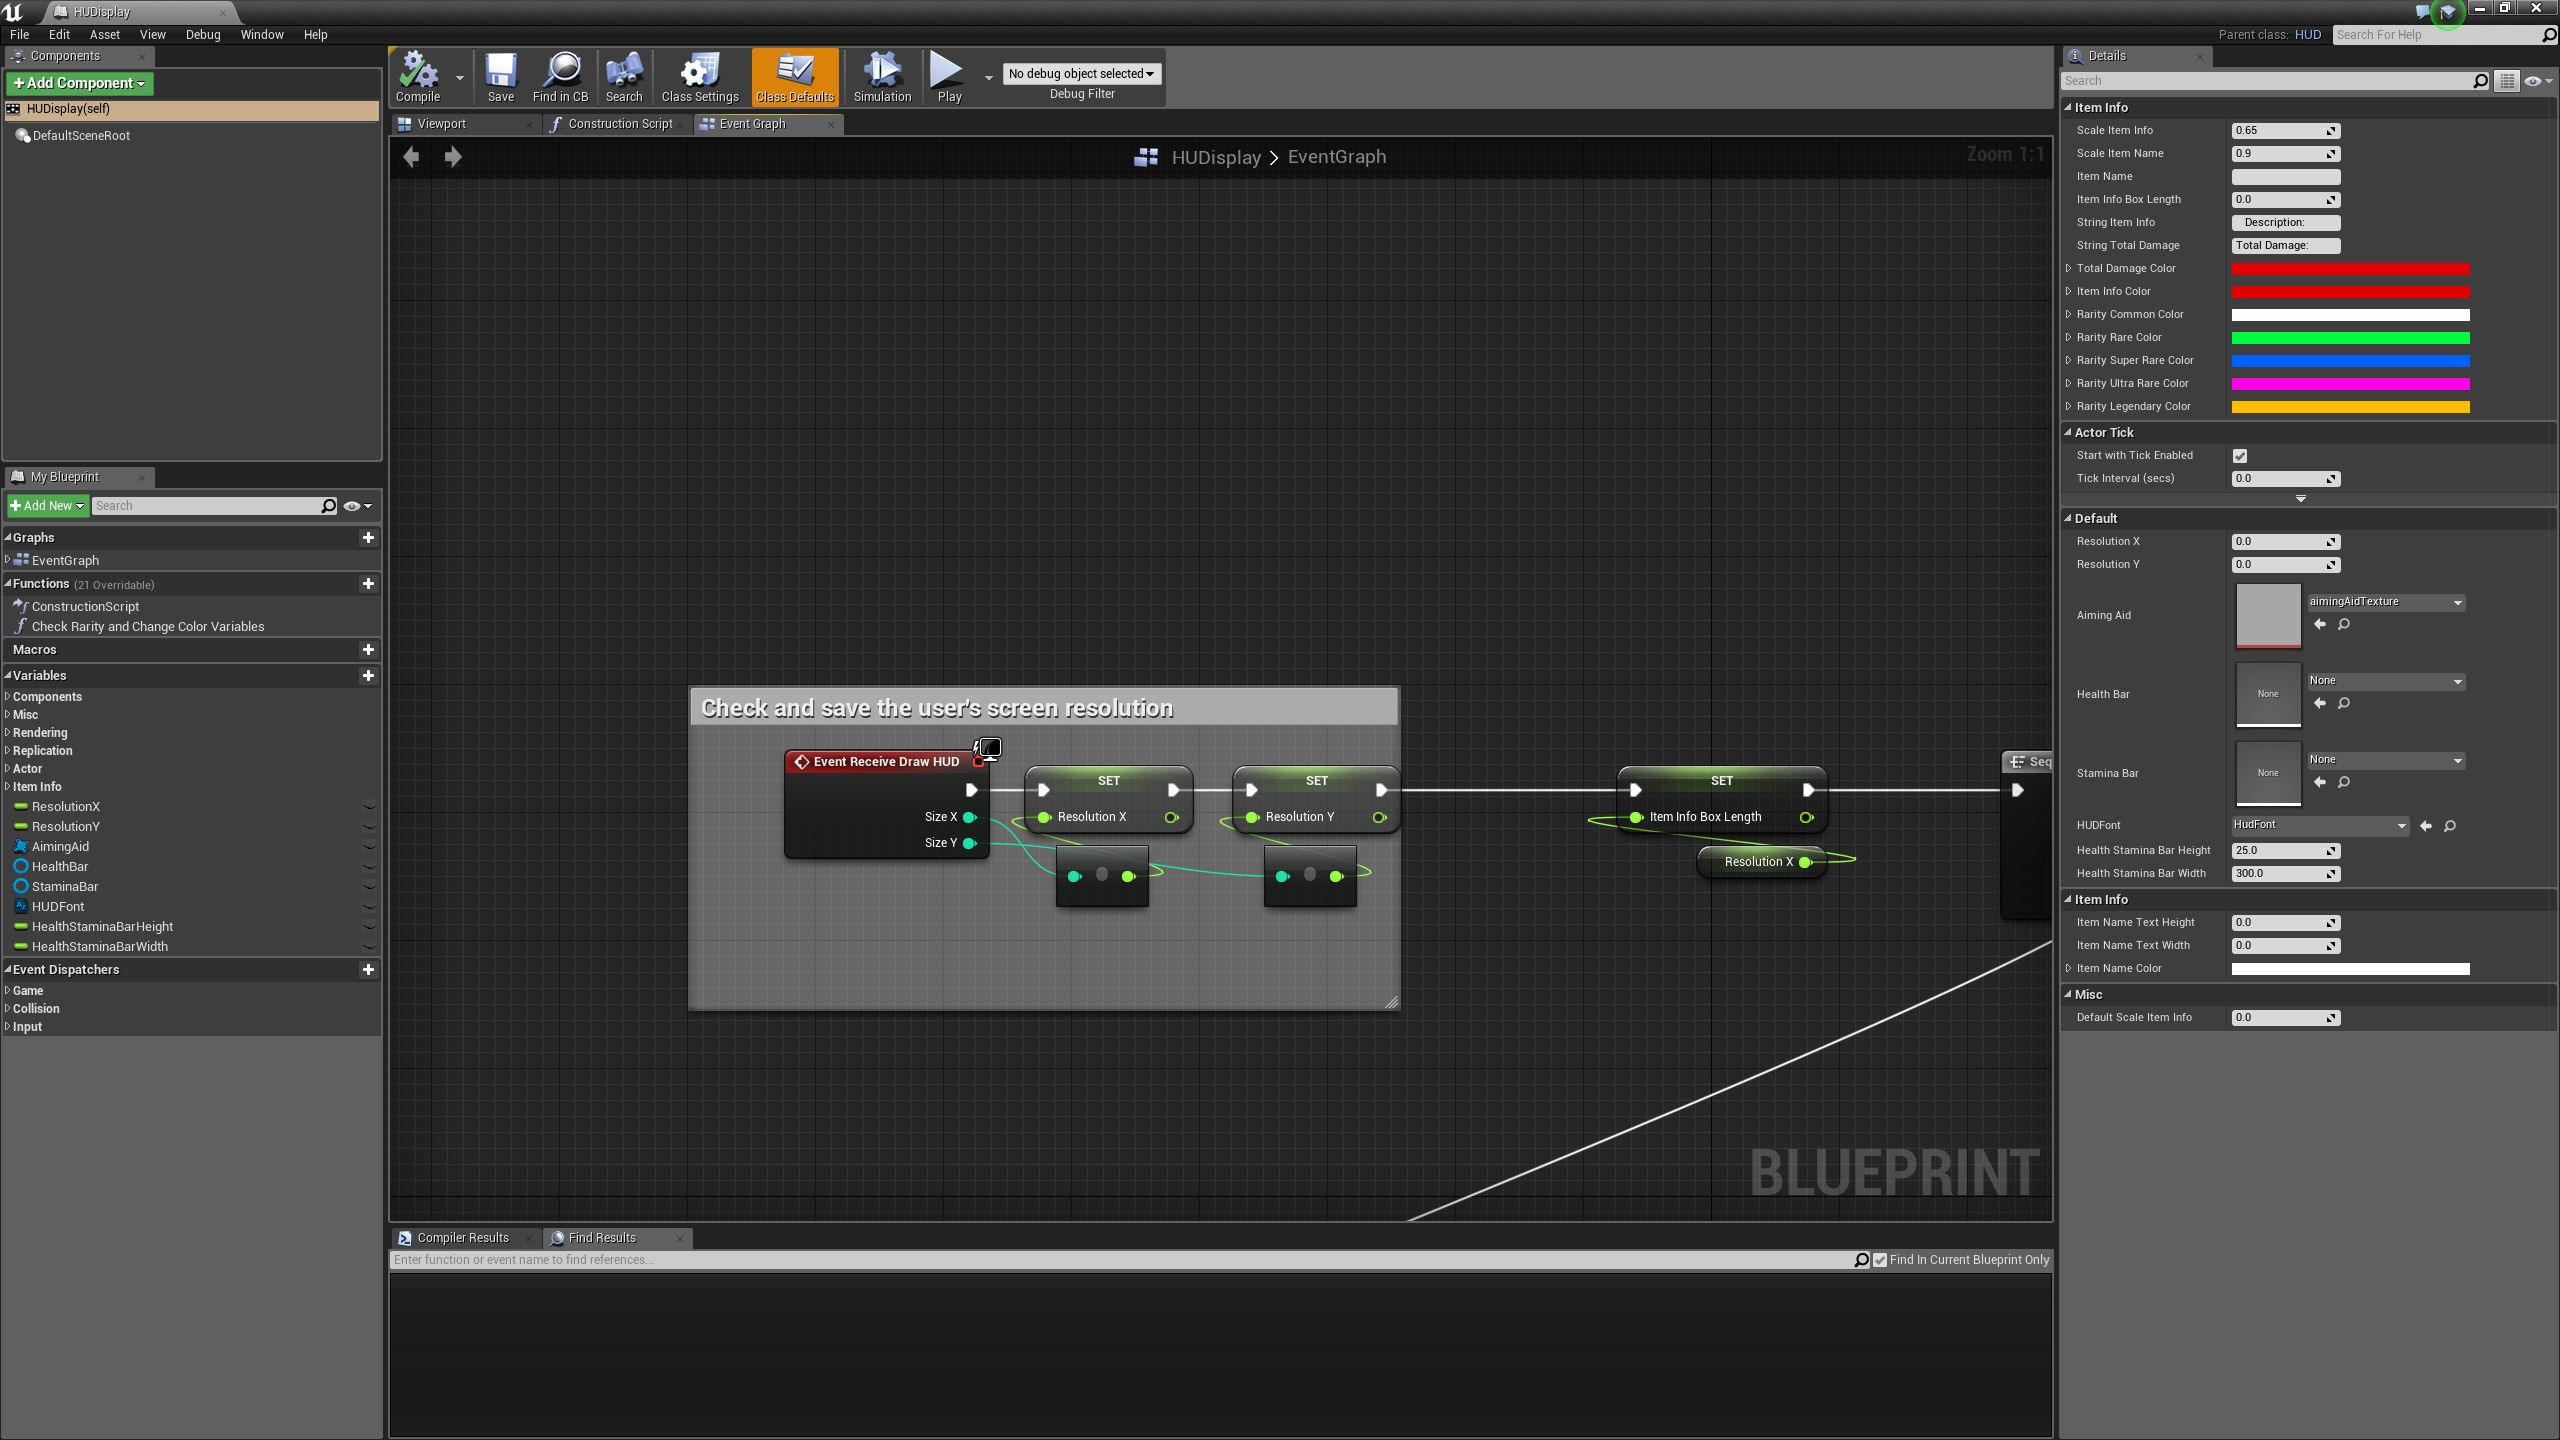 HUDisplay
File Edit Asset View Debug Window Help
Parent class: HUD Search For Help
Components
+ Add Component
HUDisplay(self)
DefaultSceneRoot
My Blueprint
+ Add New Search
Graphs
EventGraph
Functions (21 Overridable)
ConstructionScript
Check Rarity and Change Color Variables
Macros
Variables
Components
Misc
Rendering
Replication
Actor
Item Info
ResolutionX
ResolutionY
AimingAid
HealthBar
StaminaBar
HUDFont
HealthStaminaBarHeight
HealthStaminaBarWidth
Event Dispatchers
Game
Collision
Input
Compile Save Find in CB Search Class Settings Class Defaults Simulation Play
No debug object selected
Debug Filter
Viewport Construction Script Event Graph
HUDisplay > EventGraph
Zoom 1:1
Check and save the user's screen resolution
Event Receive Draw HUD
Size X
Size Y
SET
Resolution X
SET
Resolution Y
SET
Item Info Box Length
Resolution X
Seq
BLUEPRINT
Compiler Results Find Results
Enter function or event name to find references...
Find In Current Blueprint Only
Details
Search
Item Info
Scale Item Info 0.65
Scale Item Name 0.9
Item Name
Item Info Box Length 0.0
String Item Info Description:
String Total Damage Total Damage:
Total Damage Color
Item Info Color
Rarity Common Color
Rarity Rare Color
Rarity Super Rare Color
Rarity Ultra Rare Color
Rarity Legendary Color
Actor Tick
Start with Tick Enabled
Tick Interval (secs) 0.0
Default
Resolution X 0.0
Resolution Y 0.0
Aiming Aid aimingAidTexture
Health Bar None None
Stamina Bar None None
HUDFont HudFont
Health Stamina Bar Height 25.0
Health Stamina Bar Width 300.0
Item Info
Item Name Text Height 0.0
Item Name Text Width 0.0
Item Name Color
Misc
Default Scale Item Info 0.0